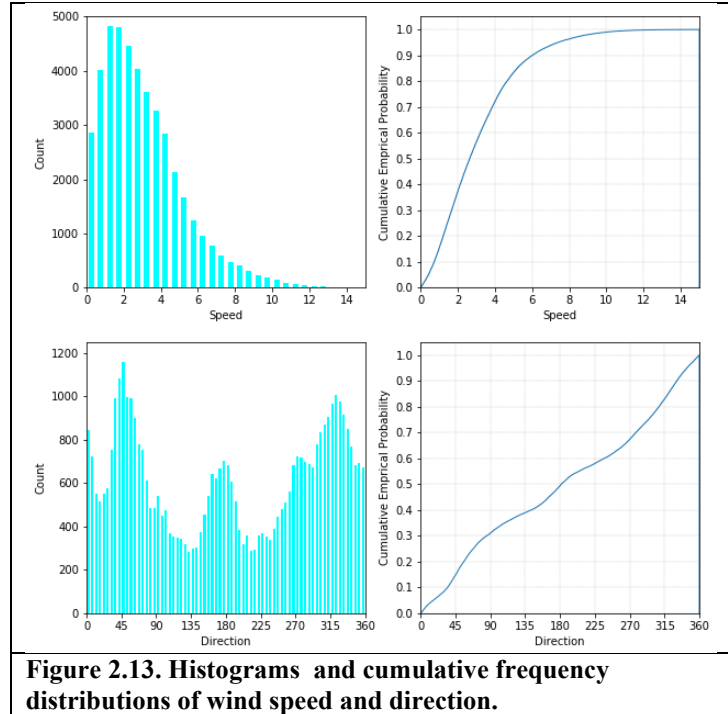 5000
4000
3000
2000
1000
0
Count
0 2 4 6 8 10 12 14
Speed
1.0
0.9
0.8
0.7
0.6
0.5
0.4
0.3
0.2
0.1
0.0
Cumulative Emprical Probability
0 2 4 6 8 10 12 14
Speed
1200
1000
800
600
400
200
0
Count
0 45 90 135 180 225 270 315 360
Direction
1.0
0.9
0.8
0.7
0.6
0.5
0.4
0.3
0.2
0.1
0.0
Cumulative Emprical Probability
0 45 90 135 180 225 270 315 360
Direction
Figure 2.13. Histograms and cumulative frequency
distributions of wind speed and direction.